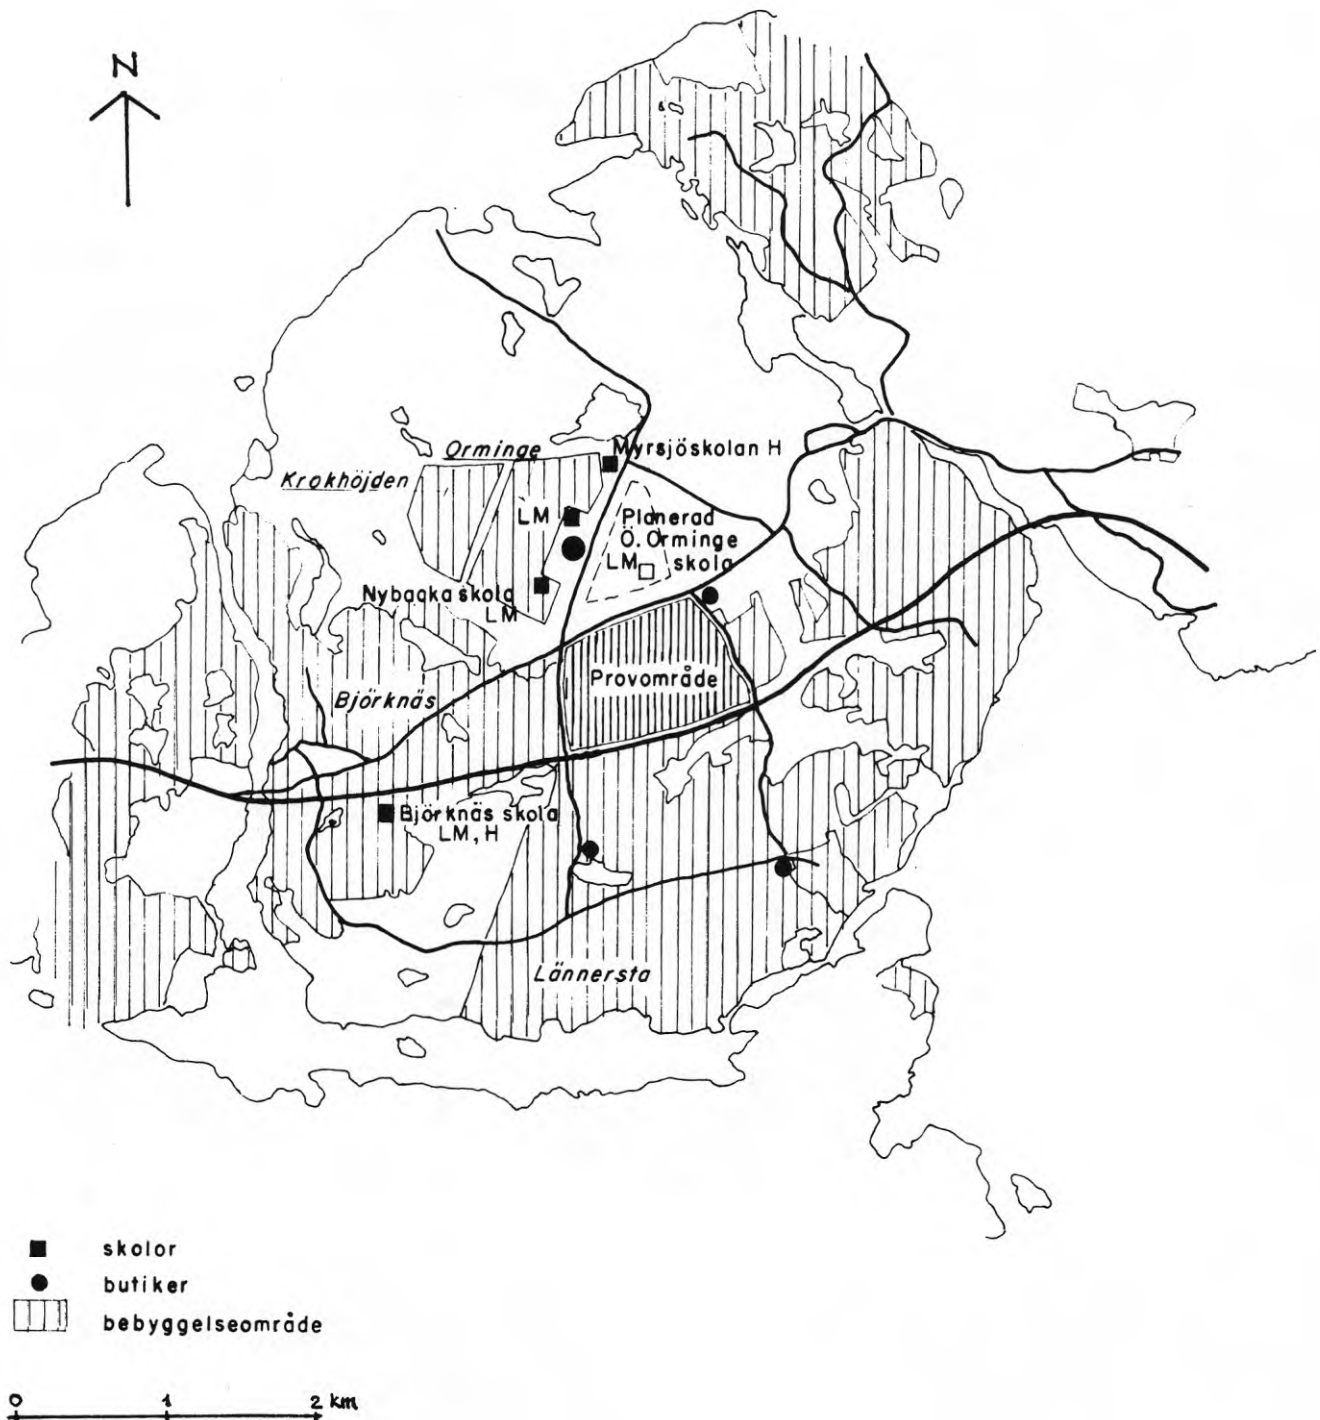 N
Orminge
Myrsjöskolan H
Krokhöjden
LM
Planerad
Ö. Orminge
LM skola
Nybacka skola
LM
Provområde
Björknäs
Björknäs skola
LM, H
Lännersta
skolor
butiker
bebyggelseområde
0 1 2 km